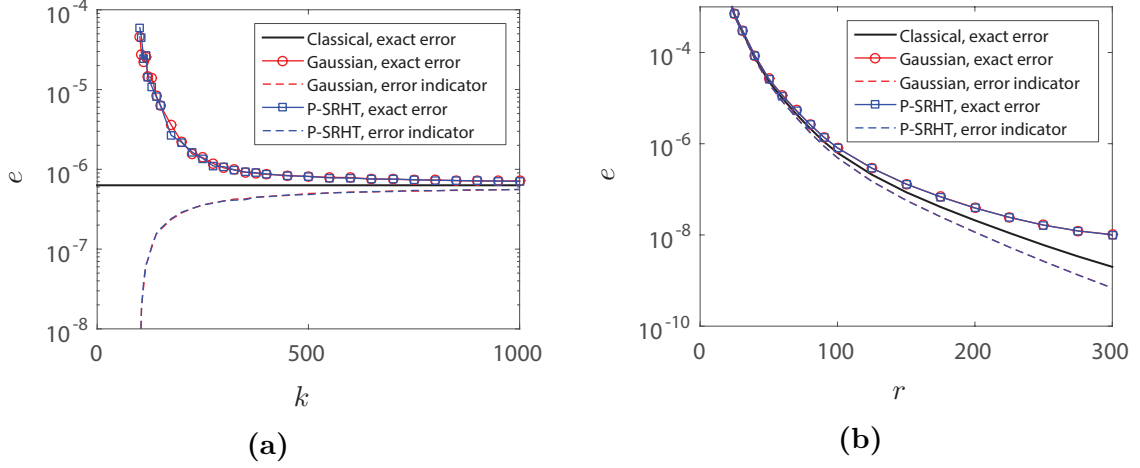 10^-4
10^-5
10^-6
10^-7
10^-8
e
0
500
1000
k
Classical, exact error
Gaussian, exact error
Gaussian, error indicator
P-SRHT, exact error
P-SRHT, error indicator
(a)
10^-4
10^-6
10^-8
10^-10
e
0
100
200
300
r
Classical, exact error
Gaussian, exact error
Gaussian, error indicator
P-SRHT, exact error
P-SRHT, error indicator
(b)